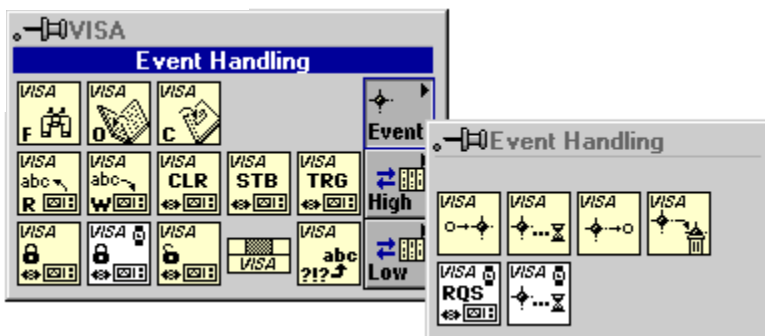 VISA
Event Handling
VISA VISA VISA
F O C
Event
VISA VISA VISA VISA VISA
abc abc CLR STB TRG
R W
High
VISA VISA VISA VISA
VISA abc
?!?
Low
Event Handling
VISA VISA VISA VISA
VISA VISA
RQS